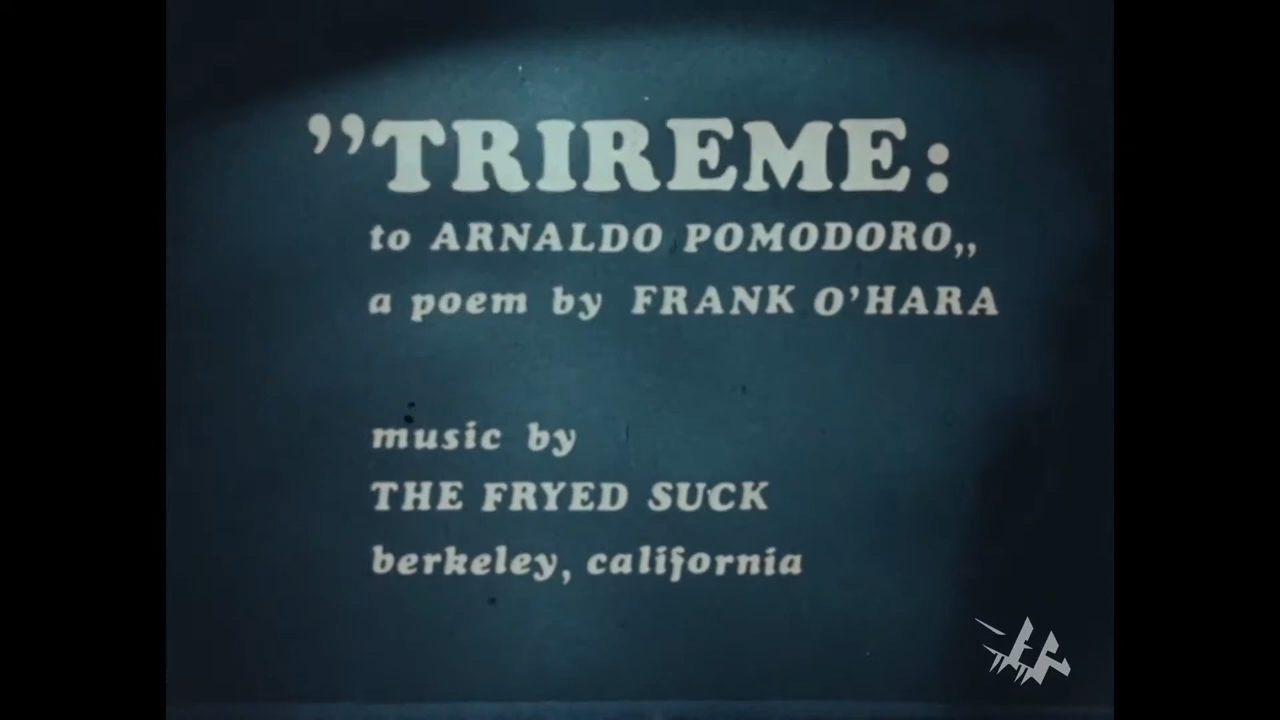 ”TRIREME:
to ARNALDO POMODORO,,
a poem by FRANK O’HARA
music by
THE FRYED SUCK
berkeley, california